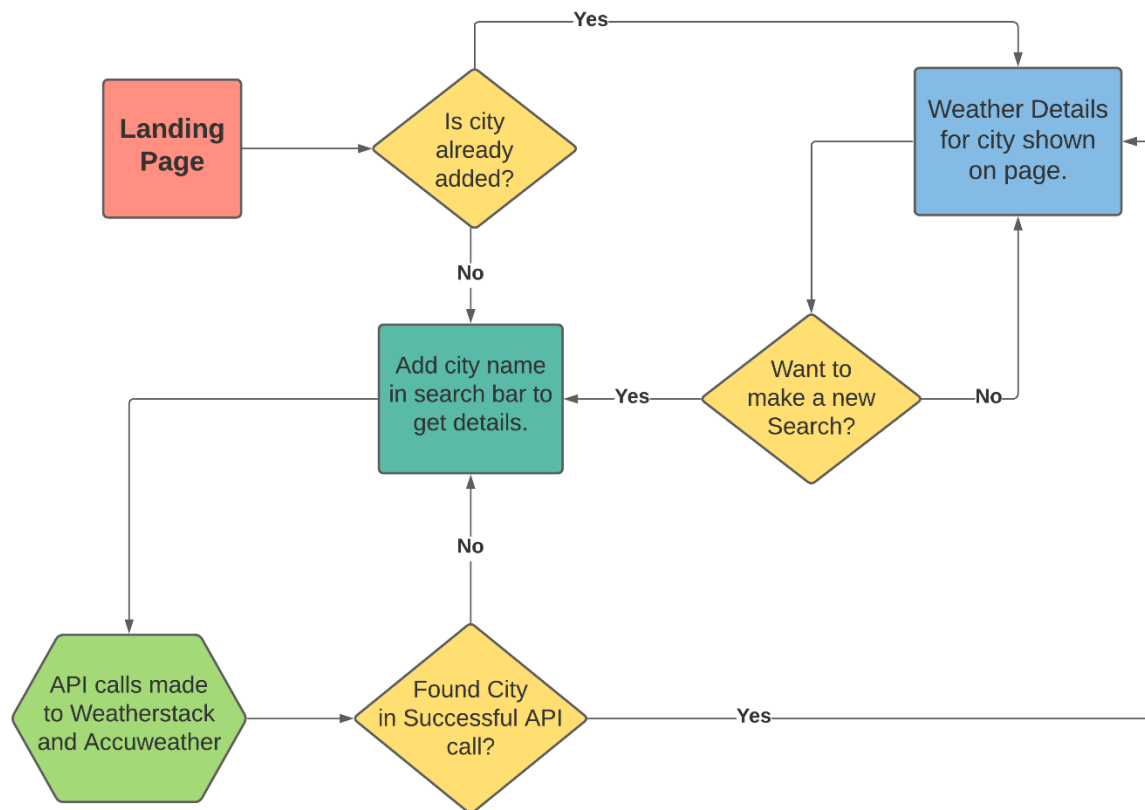 Yes
Landing
Page
Is city
already
added?
Weather Details
for city shown
on page.
No
Add city name
in search bar to
get details.
Yes
Want to
make a new
Search?
No
No
API calls made
to Weatherstack
and Accuweather
Found City
in Successful API
call?
Yes